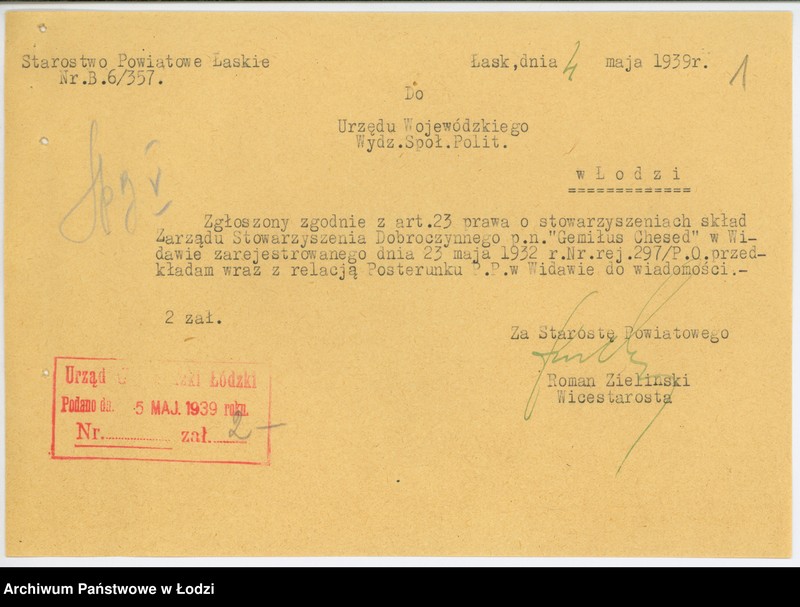 Starostwo Powiatowe Łaskie
Nr.B.6/357.
Łask,dnia 4 maja 1939r.
1
Do
Urzędu Wojewódzkiego
Wydz.Społ.Polit.
w Ł o d z i
=============
Zgłoszony zgodnie z art.23 prawa o stowarzyszeniach skład
Zarządu Stowarzyszenia Dobroczynnego p.n."Gemiłus Chesed" w Wi-
dawie zarejestrowanego dnia 23 maja 1932 r.Nr.rej.297/P.O.przed-
kładam wraz z relacją Posterunku P.P.w Widawie do wiadomości.-
2 zał.
Za Starostę Powiatowego
Roman Zieliński
Wicestarosta
Urząd Łódzki
Podano dn. 5 MAJ. 1939 roku.
Nr............ zał. 2-
Archiwum Państwowe w Łodzi